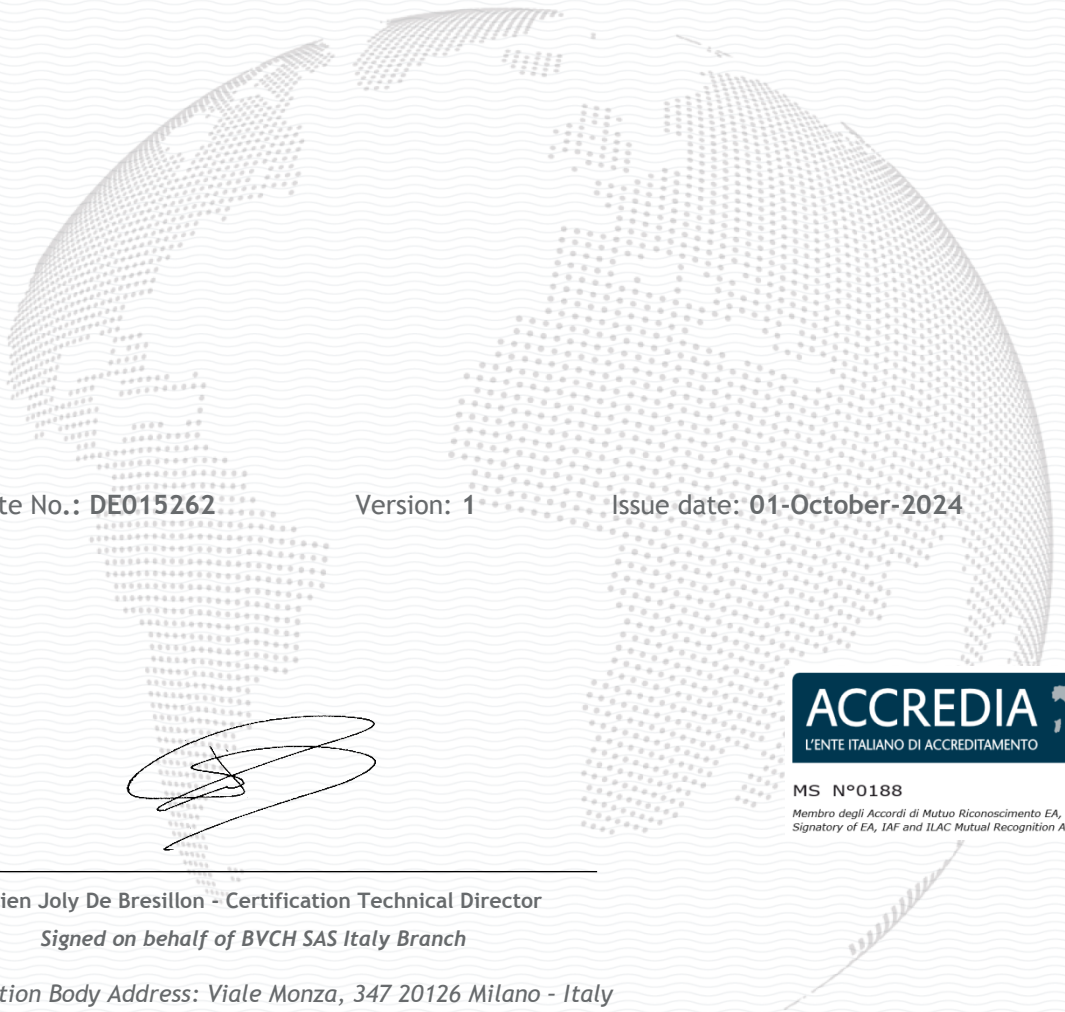 te No.: DE015262 Version: 1 Issue date: 01-October-2024
ACCREDIA
L'ENTE ITALIANO DI ACCREDITAMENTO
MS N°0188
Membro degli Accordi di Mutuo Riconoscimento EA,
Signatory of EA, IAF and ILAC Mutual Recognition A
ien Joly De Bresillon - Certification Technical Director
Signed on behalf of BVCH SAS Italy Branch
tion Body Address: Viale Monza, 347 20126 Milano - Italy